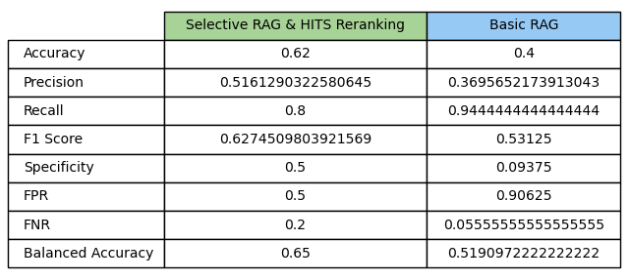 Selective RAG & HITS Reranking Basic RAG
Accuracy 0.62 0.4
Precision 0.5161290322580645 0.3695652173913043
Recall 0.8 0.9444444444444444
F1 Score 0.6274509803921569 0.53125
Specificity 0.5 0.09375
FPR 0.5 0.90625
FNR 0.2 0.05555555555555555
Balanced Accuracy 0.65 0.5190972222222222